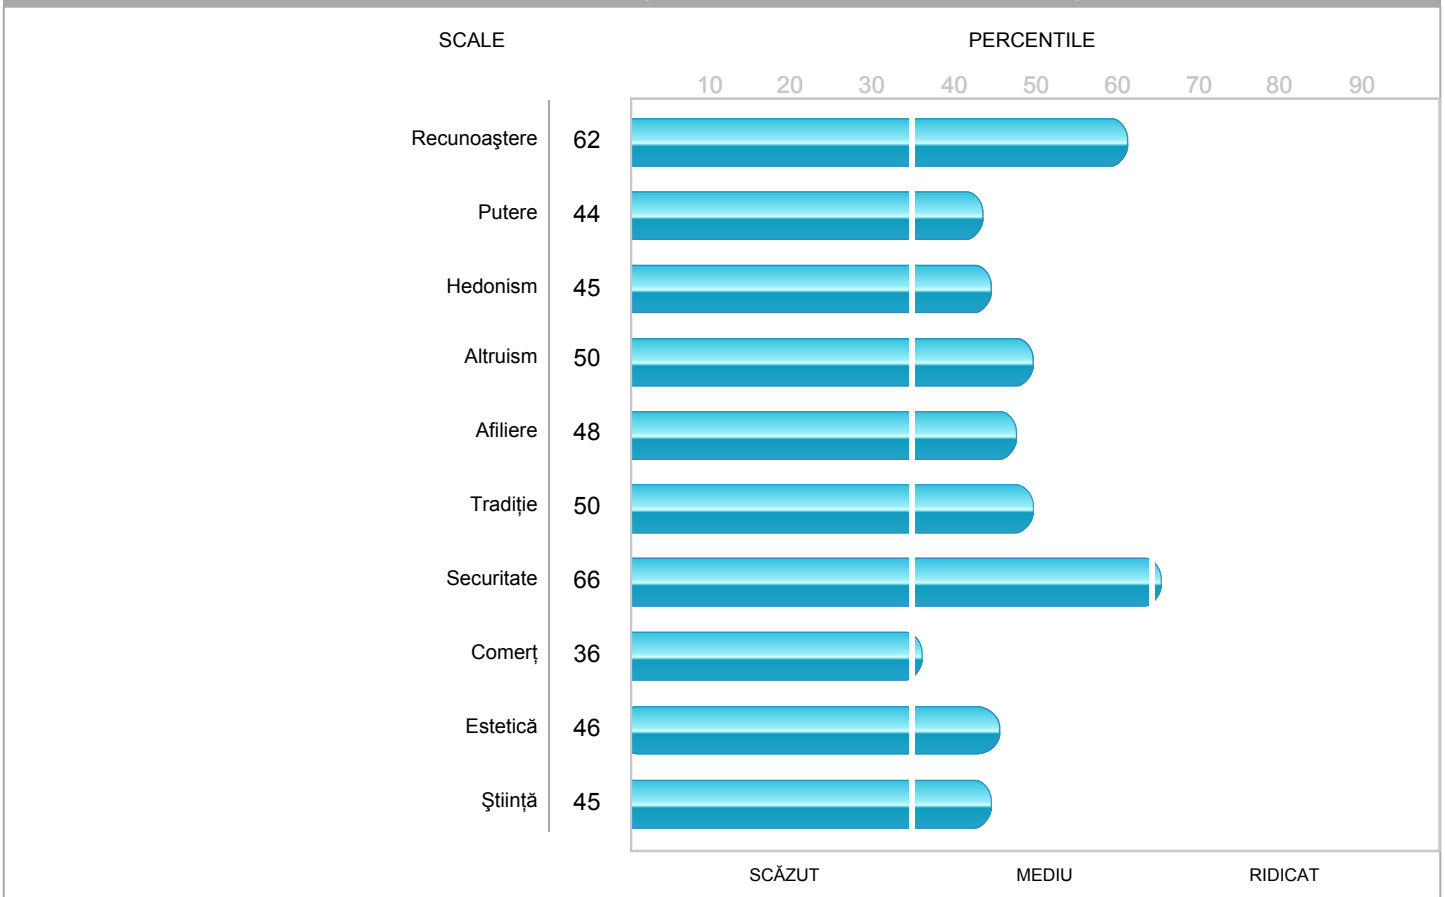 SCALE PERCENTILE
10 20 30 40 50 60 70 80 90
Recunoaştere 62
Putere 44
Hedonism 45
Altruism 50
Afiliere 48
Tradiție 50
Securitate 66
Comerț 36
Estetică 46
Ştiință 45
SCĂZUT MEDIU RIDICAT